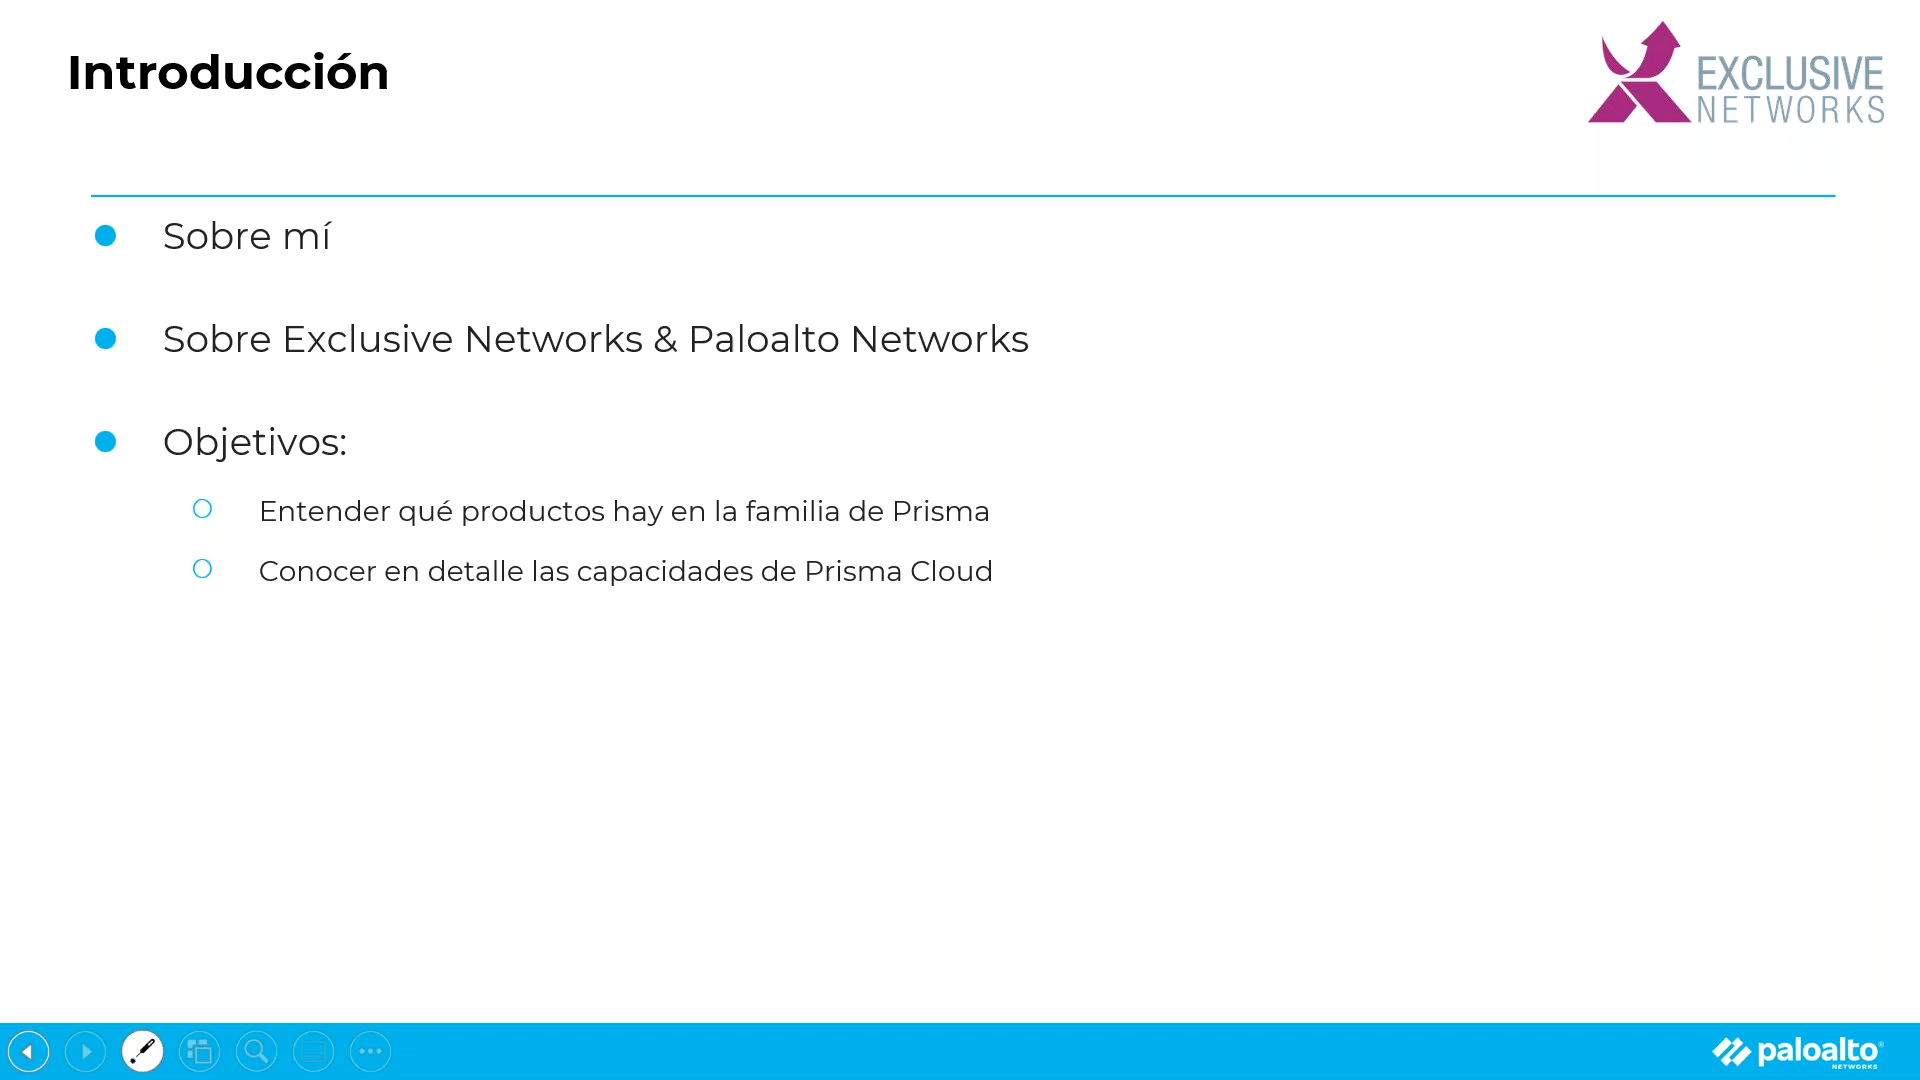 Introducción
EXCLUSIVE
NETWORKS
Sobre mí
Sobre Exclusive Networks & Paloalto Networks
Objetivos:
Entender qué productos hay en la familia de Prisma
Conocer en detalle las capacidades de Prisma Cloud
paloalto®
NETWORKS